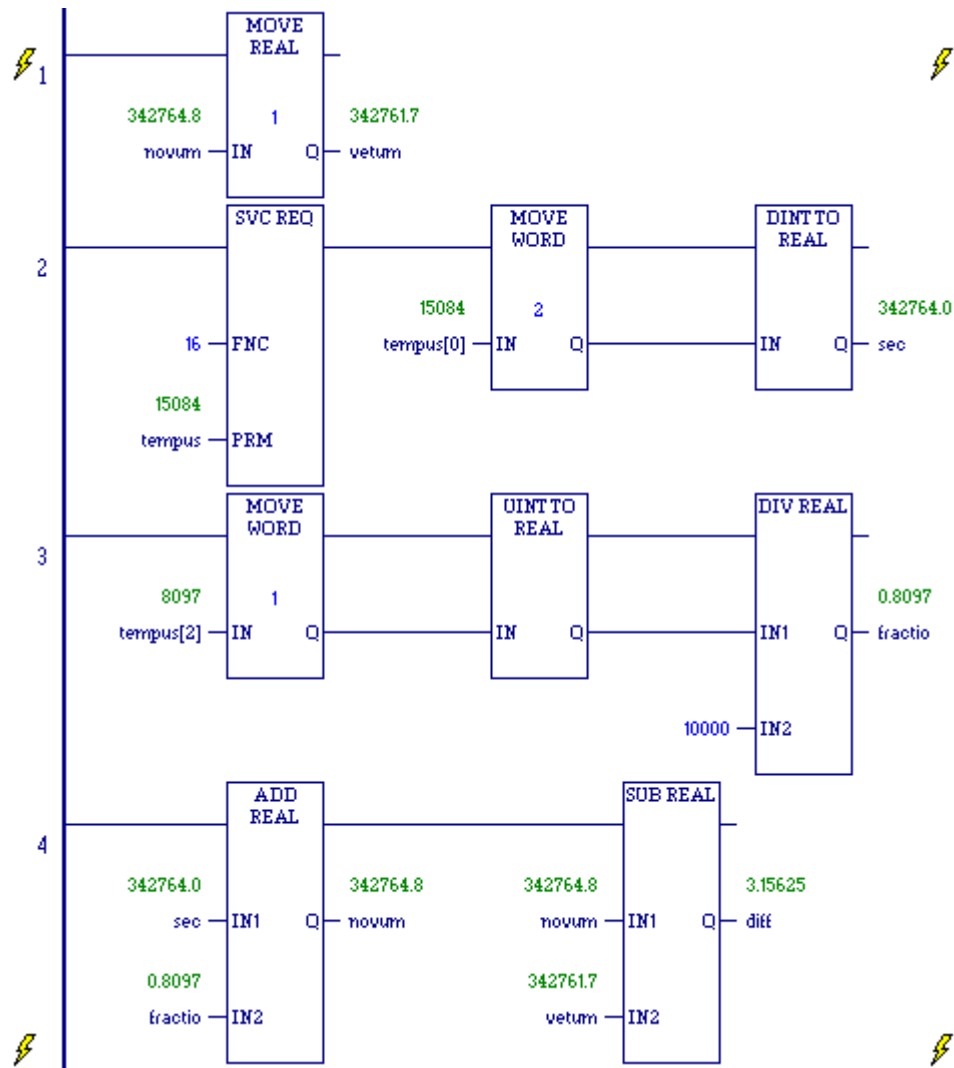 MOVE
REAL
1
342764.8 1 342761.7
novum IN Q vetum
SVC REQ MOVE DINT TO
WORD REAL
2
15084 2 342764.0
16 FNC tempus[0] IN Q IN Q sec
15084
tempus PRM
MOVE UINT TO DIV REAL
WORD REAL
3
8097 1 0.8097
tempus[2] IN Q IN Q IN1 Q fractio
10000 IN2
ADD SUB REAL
REAL
4
342764.0 342764.8 342764.8 3.15625
sec IN1 Q novum novum IN1 Q diff
0.8097 342761.7
fractio IN2 vetum IN2